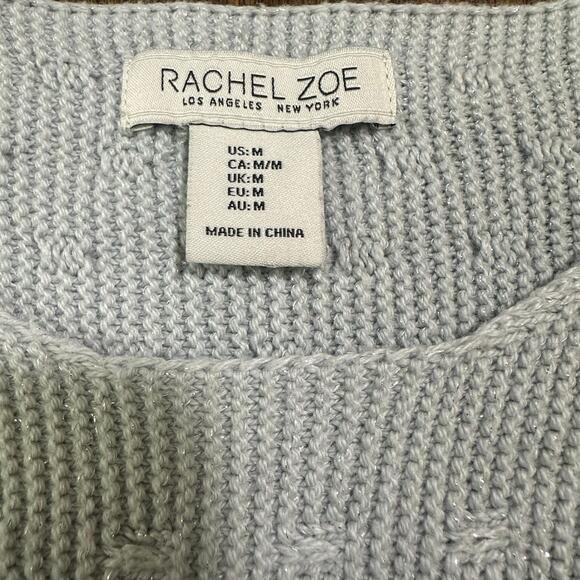 RACHEL ZOE
LOS ANGELES NEW YORK
US: M
CA: M/M
UK: M
EU: M
AU: M
MADE IN CHINA